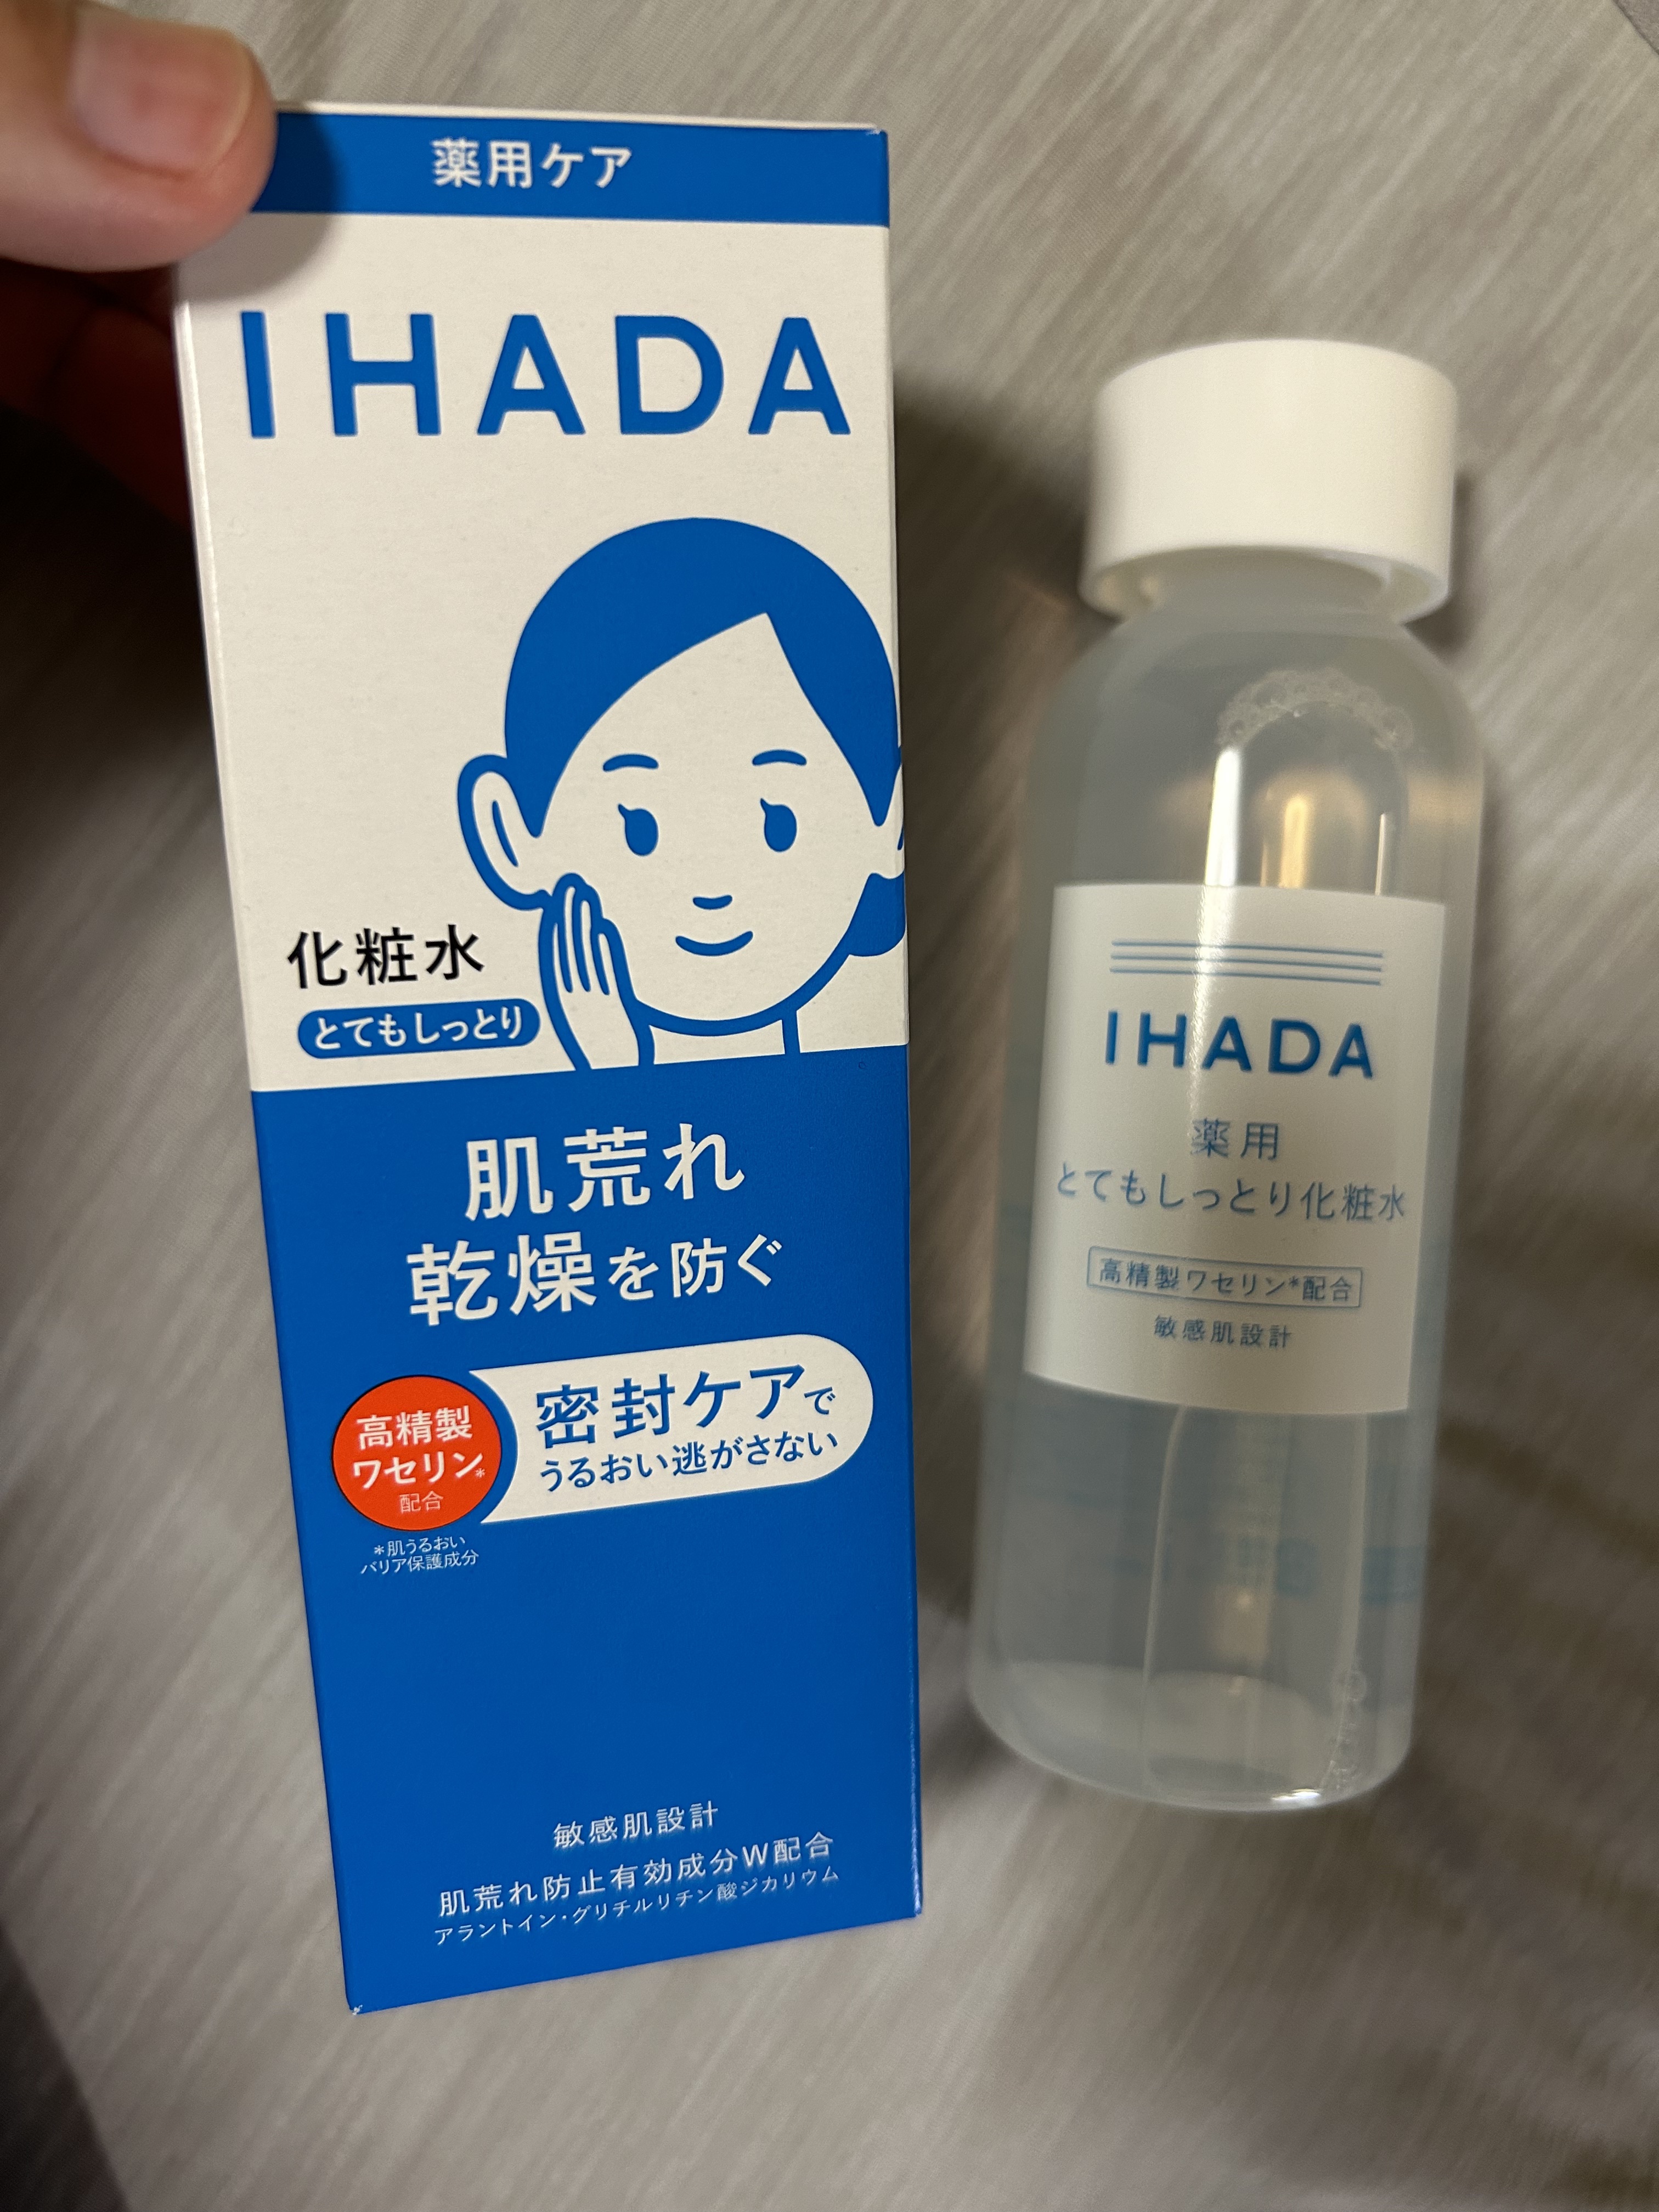 薬用ケア
IHADA
化粧水
とてもしっとり
肌荒れ
乾燥を防ぐ
高精製
ワセリン*
配合
密封ケアで
うるおい逃がさない
*肌うるおい
バリア保護成分
敏感肌設計
肌荒れ防止有効成分W配合
アラントイン・グリチルリチン酸ジカリウム
IHADA
薬用
とてもしっとり化粧水
高精製ワセリン*配合
敏感肌設計